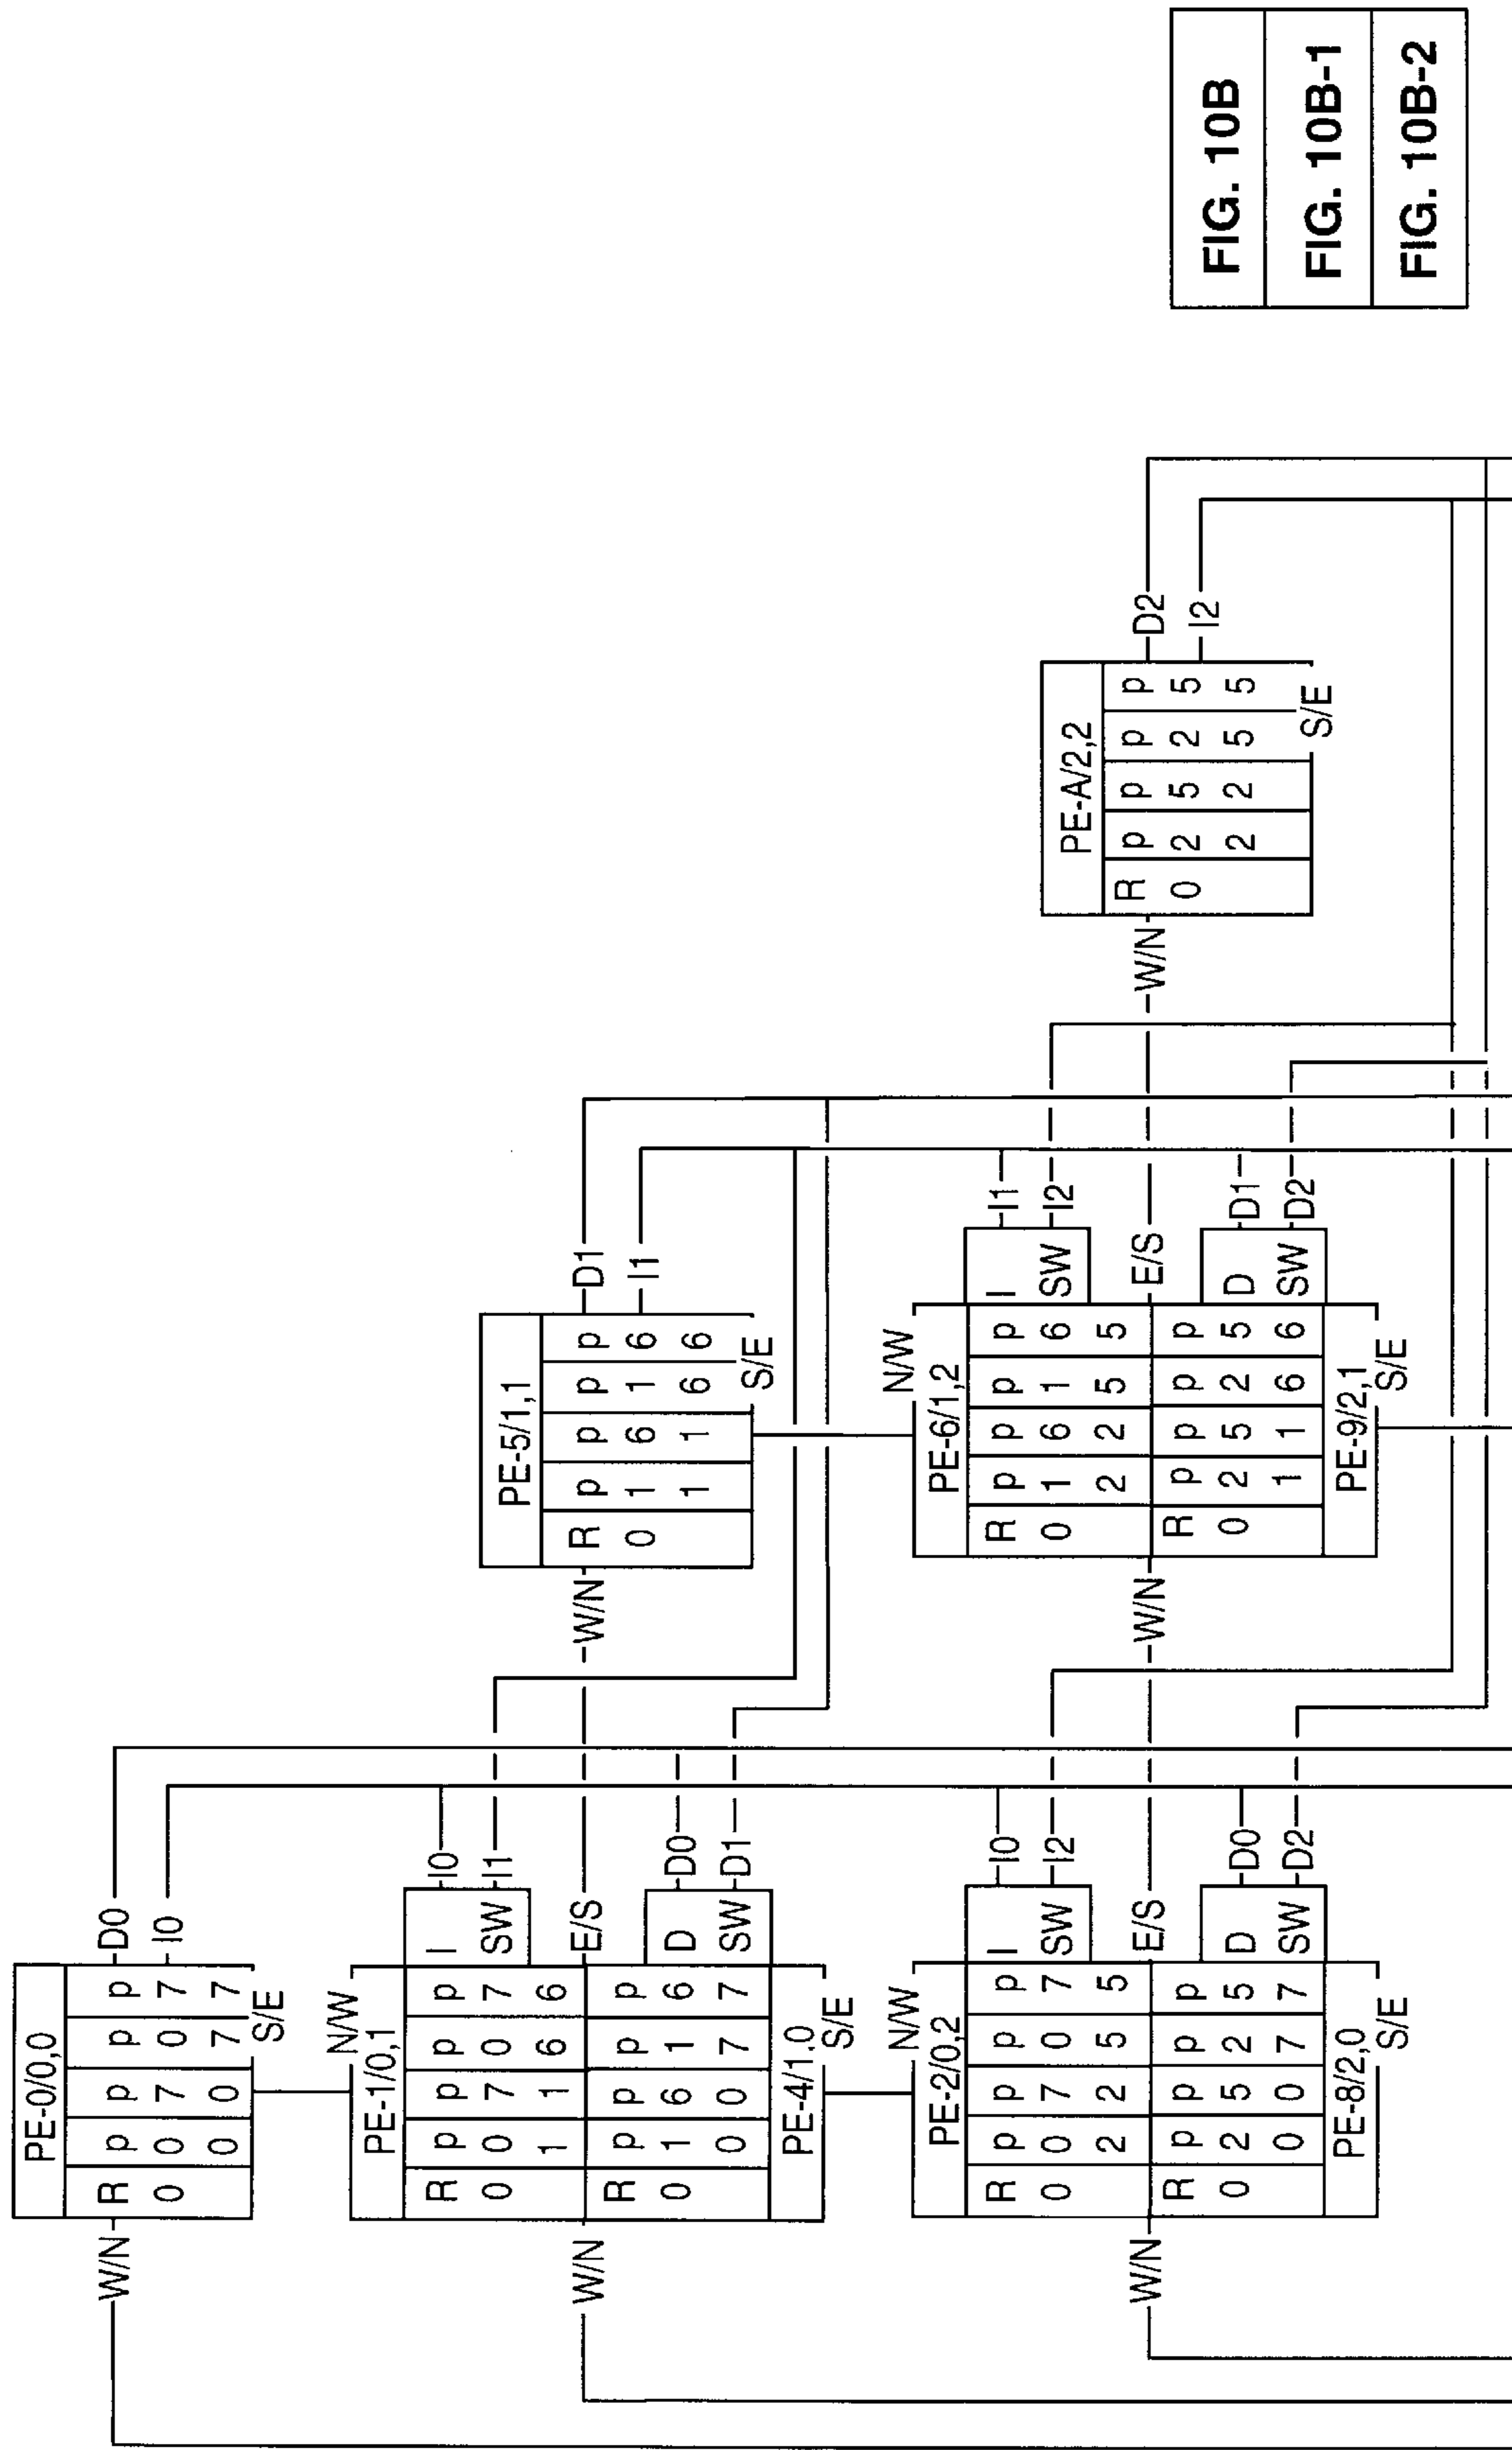 PE-0/0,0
W/N R p p p p D0
0 0 7 0 7 I0
0 0 7 7
S/E
N/W
PE-1/0,1
R p p p p I I0
0 0 7 0 7 SW I1
1 1 6 6
W/N E/S
R p p p p D D0
0 1 6 1 6 SW D1
0 0 7 7
PE-4/1,0
S/E
PE-5/1,1
W/N R p p p p D1
0 1 6 1 6 I1
1 1 6 6
S/E
N/W
PE-2/0,2
R p p p p I I0
0 0 7 0 7 SW I2
2 2 5 5
W/N E/S
R p p p p D D0
0 2 5 2 5 SW D2
0 0 7 7
PE-8/2,0
S/E
N/W
PE-6/1,2
R p p p p I I1
0 1 6 1 6 SW I2
2 2 5 5
W/N E/S
R p p p p D D1
0 2 5 2 5 SW D2
1 1 6 6
PE-9/2,1
S/E
PE-A/2,2
W/N R p p p p D2
0 2 5 2 5 I2
2 2 5 5
S/E
FIG. 10B
FIG. 10B-1
FIG. 10B-2